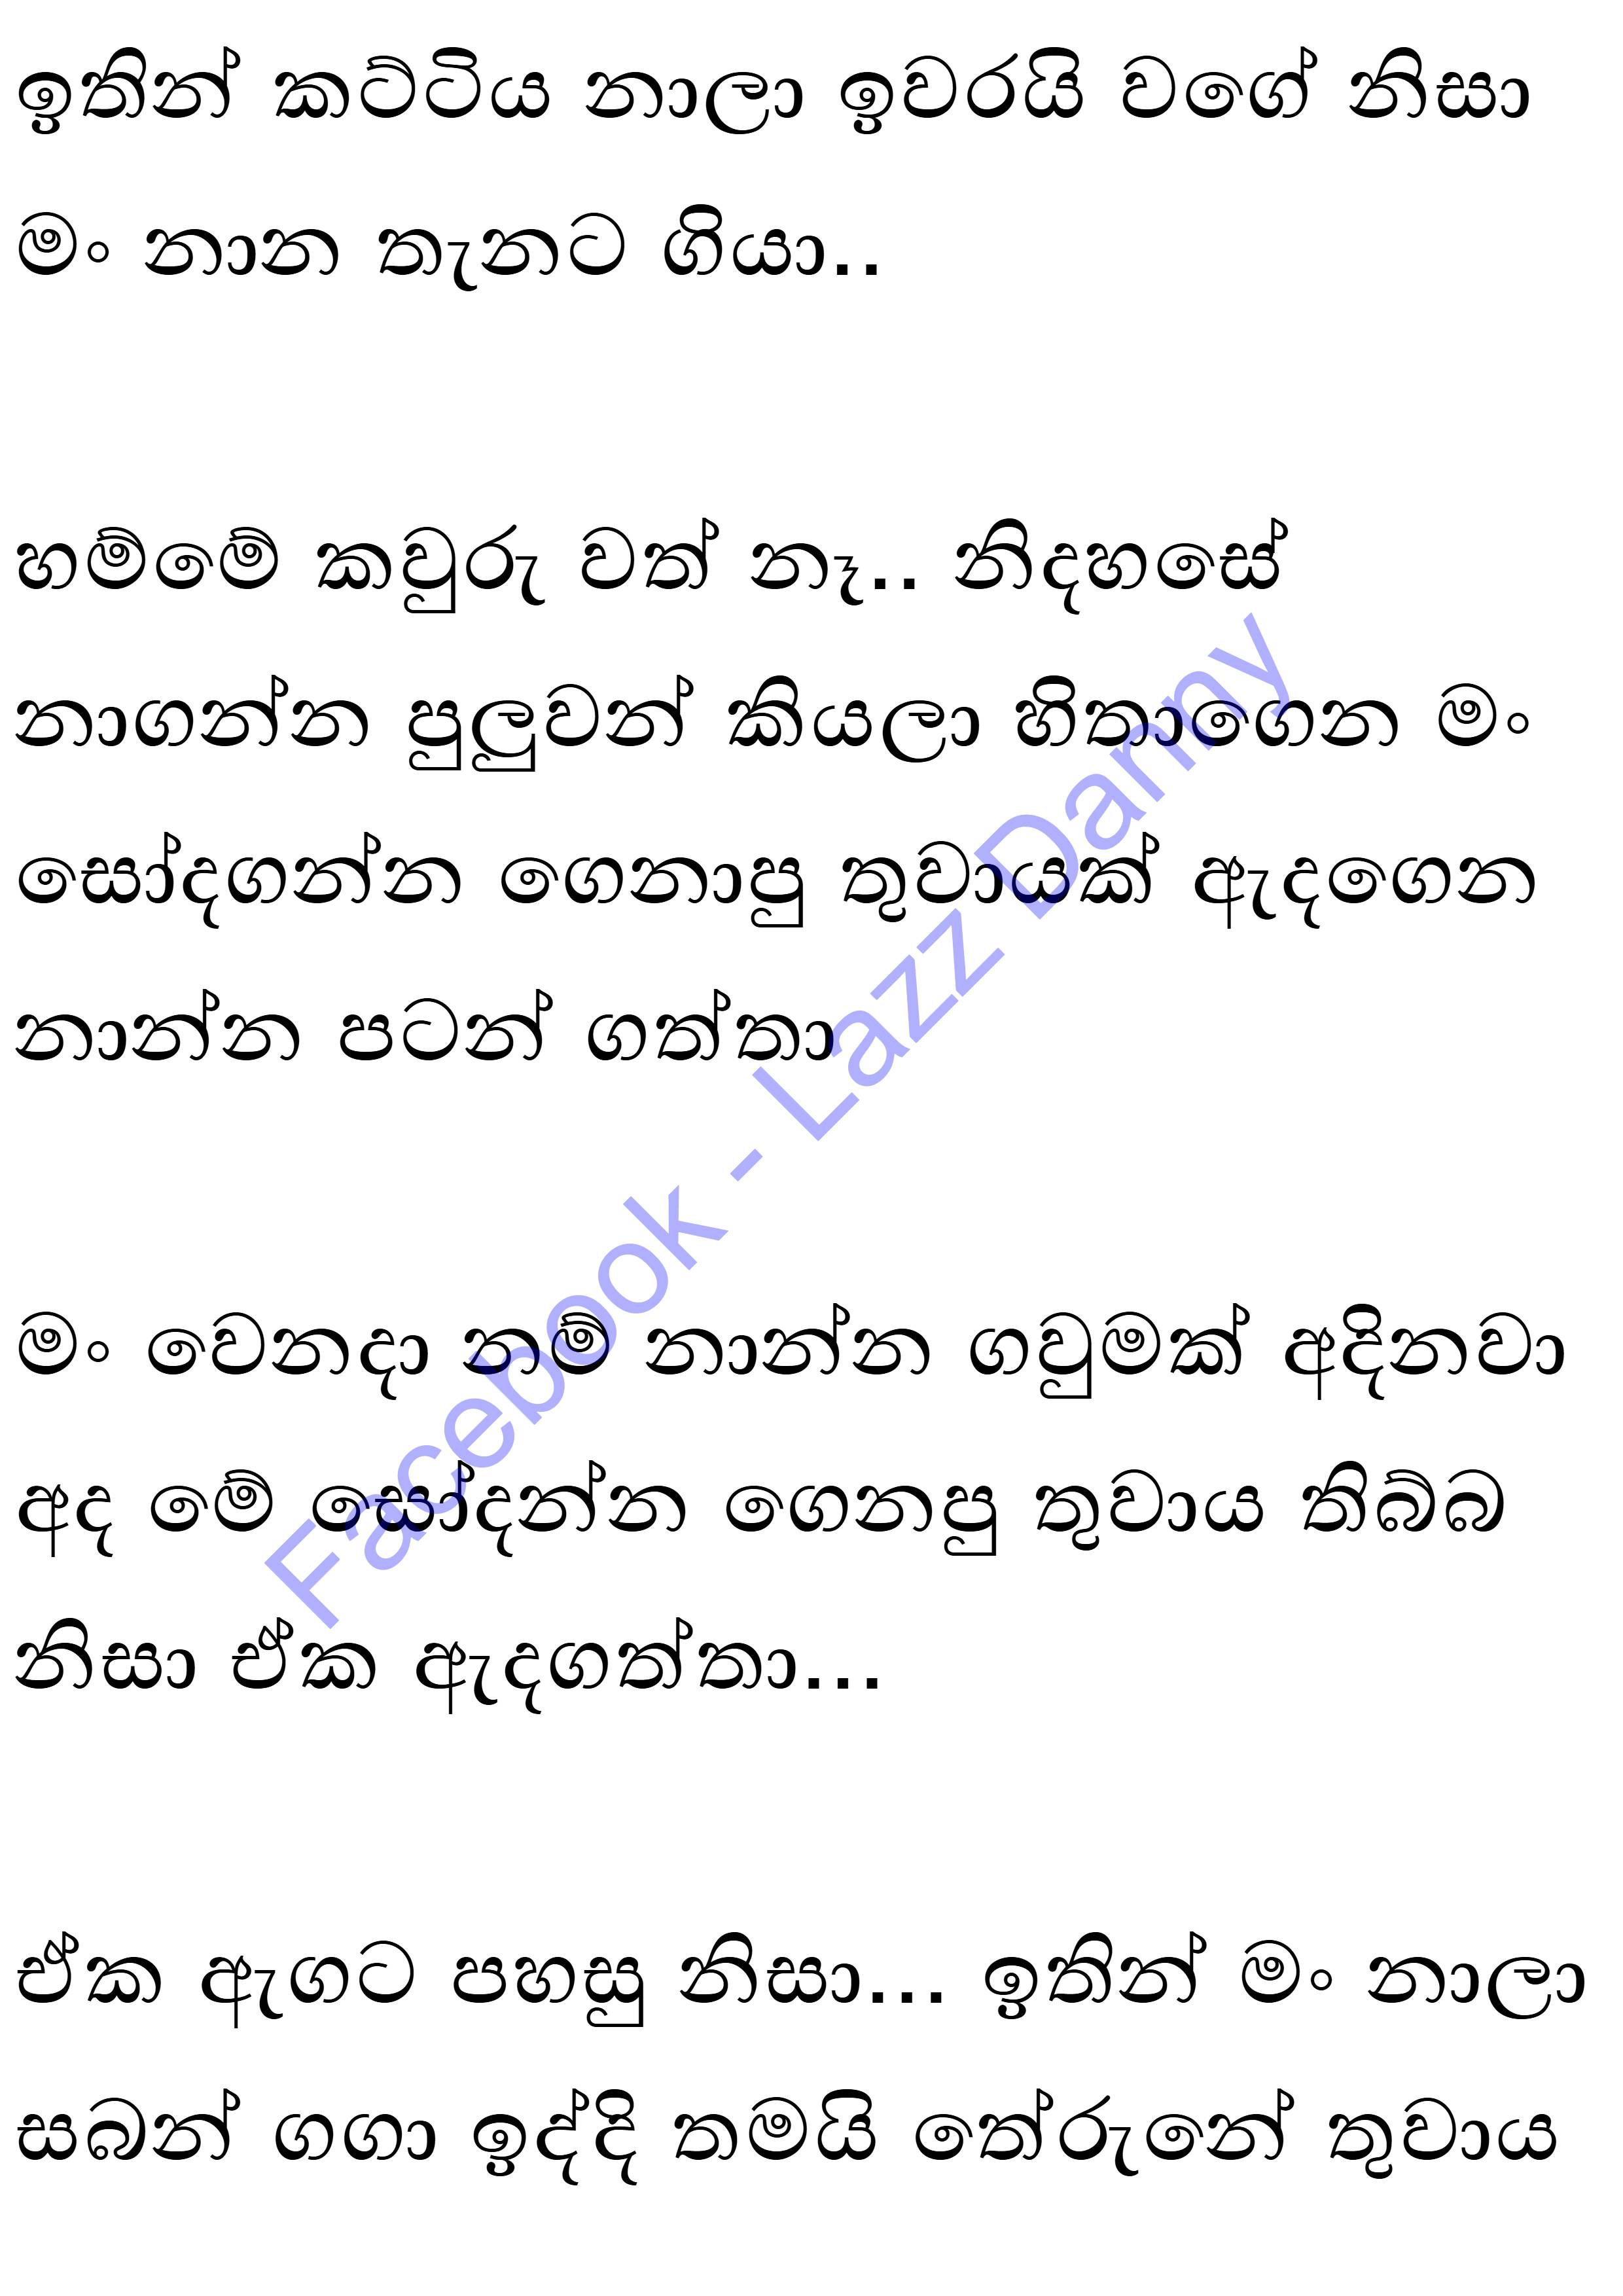 ඉතින් කට්ටිය නාලා ඉවරයි වගේ නිසා
මං නාන තැනට ගියා..
හම්මේ කවුරු වත් නෑ.. නිදහසේ
නාගන්න පුලුවන් කියලා හිතාගෙන මං
සෝදගන්න ගෙනාපු තුවායක් ඇදගෙන
නාන්න පටන් ගත්තා
මං වෙනදා නම් නාන්න ගවුමක් අදිනවා
අද මේ සෝදන්න ගෙනපු තුවාය තිබ්බ
නිසා ඒක ඇදගත්තා...
ඒක ඇගට පහසු නිසා... ඉතින් මං නාලා
සබන් ගගා ඉද්දි තමයි තේරුනේ තුවාය
Facebook - Lazz Danny